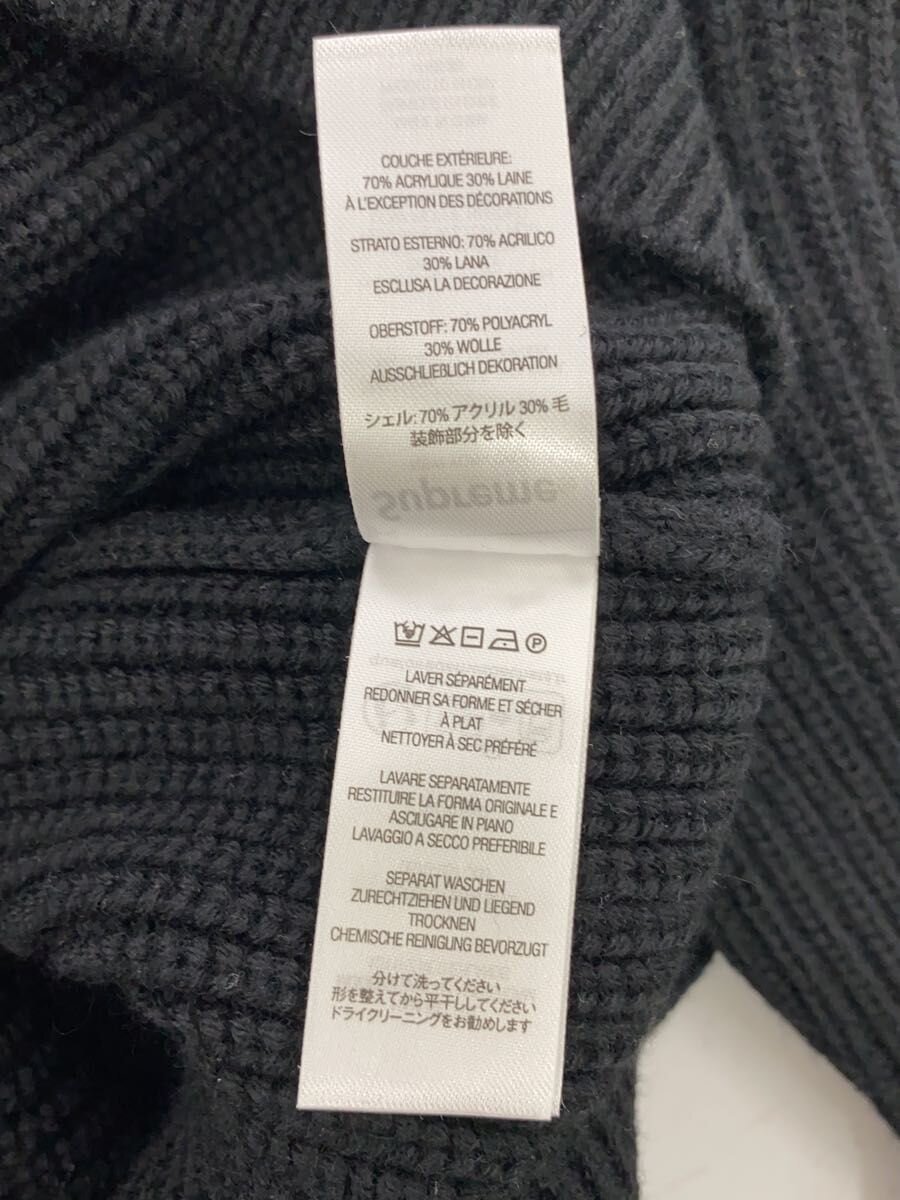 COUCHE EXTÉRIEURE:
70% ACRYLIQUE 30% LAINE
À L'EXCEPTION DES DÉCORATIONS
STRATO ESTERNO: 70% ACRILICO
30% LANA
ESCLUSA LA DECORAZIONE
OBERSTOFF: 70% POLYACRYL
30% WOLLE
AUSSCHLIEßLICH DEKORATION
シェル: 70% アクリル 30% 毛
装飾部分を除く
Supreme
P
LAVER SÉPARÉMENT
REDONNER SA FORME ET SÉCHER
À PLAT
NETTOYER À SEC PRÉFÉRÉ
LAVARE SEPARATAMENTE
RESTITUIRE LA FORMA ORIGINALE E
ASCIUGARE IN PIANO
LAVAGGIO A SECCO PREFERIBILE
SEPARAT WASCHEN
ZURECHTZIEHEN UND LIEGEND
TROCKNEN
CHEMISCHE REINIGUNG BEVORZUGT
分けて洗ってください
形を整えてから平干ししてください
ドライクリーニングをお勧めします